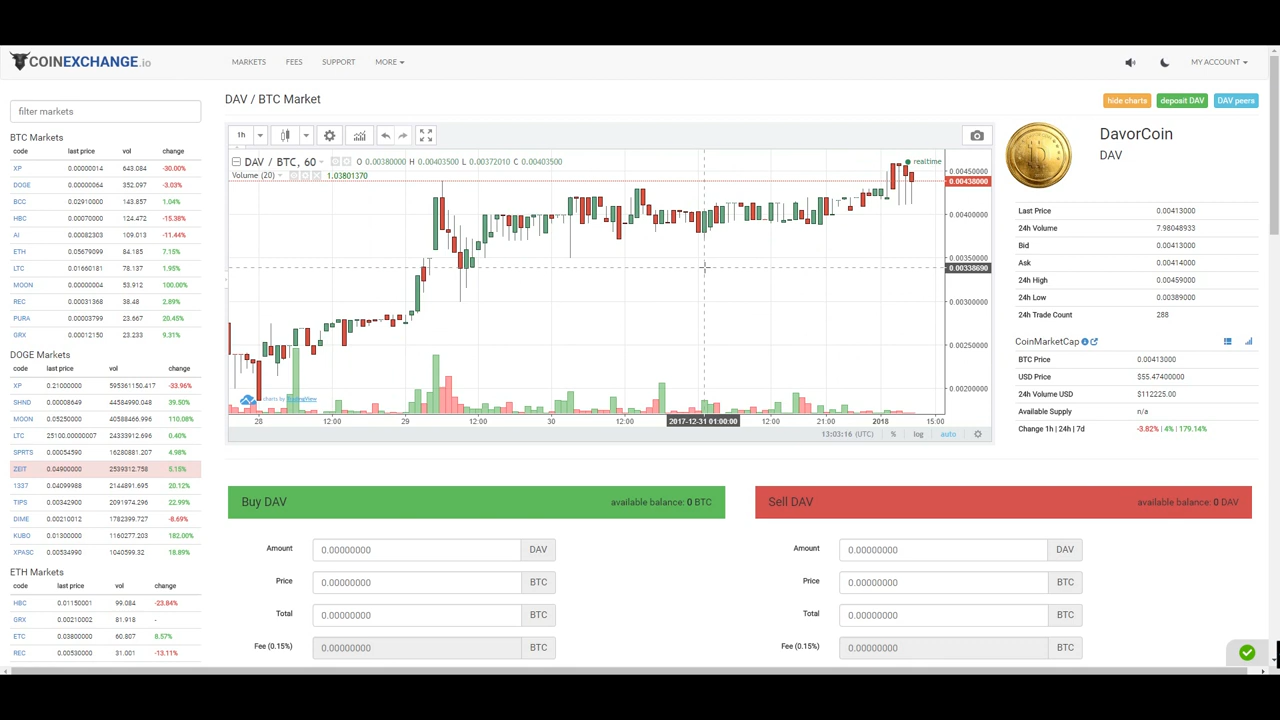 COINEXCHANGE.io
MARKETS FEES SUPPORT MORE
MY ACCOUNT
filter markets
BTC Markets
code last price vol change
XP 0.00000014 643.084 -30.00%
DOGE 0.00000064 352.097 -3.03%
BCC 0.02910000 143.857 1.04%
HBC 0.00070000 124.472 -15.38%
AI 0.00082303 109.013 -11.44%
ETH 0.05679099 84.185 7.15%
LTC 0.01660181 78.137 1.95%
MOON 0.00000004 53.912 100.00%
REC 0.00031368 38.48 2.89%
PURA 0.00003799 23.667 20.45%
GRX 0.00012150 23.233 9.31%
DOGE Markets
code last price vol change
XP 0.21000000 595361150.417 -33.96%
SHND 0.00008649 44584990.048 39.50%
MOON 0.05250000 40588466.996 110.08%
LTC 25100.00000007 24333912.696 0.40%
SPRTS 0.00054590 16280881.207 4.98%
ZEIT 0.04900000 2539312.758 5.15%
1337 0.04099988 2144891.695 20.12%
TIPS 0.00342900 2091974.296 22.99%
DIME 0.00210012 1782399.727 -8.69%
KUBO 0.01300000 1160277.203 182.00%
XPASC 0.00534990 1040599.32 18.89%
ETH Markets
code last price vol change
HBC 0.01150001 99.084 -23.84%
GRX 0.00210002 81.918 -
ETC 0.03800000 60.807 8.57%
REC 0.00530000 31.001 -13.11%
DAV / BTC Market
hide charts deposit DAV DAV peers
1h
DAV / BTC, 60 O 0.00380000 H 0.00403500 L 0.00372010 C 0.00403500
realtime
Volume (20) 1.03801370
0.00450000
0.00438000
0.00400000
0.00350000
0.00338690
0.00300000
0.00250000
0.00200000
charts by TradingView
28 12:00 29 12:00 30 12:00 2017-12-31 01:00:00 12:00 21:00 2018 15:00
13:03:16 (UTC) % log auto
DavorCoin
DAV
Last Price 0.00413000
24h Volume 7.98048933
Bid 0.00413000
Ask 0.00414000
24h High 0.00459000
24h Low 0.00389000
24h Trade Count 288
CoinMarketCap
BTC Price 0.00413000
USD Price $55.47400000
24h Volume USD $112225.00
Available Supply n/a
Change 1h | 24h | 7d -3.82% | 4% | 179.14%
Buy DAV available balance: 0 BTC
Amount 0.00000000 DAV
Price 0.00000000 BTC
Total 0.00000000 BTC
Fee (0.15%) 0.00000000 BTC
Sell DAV available balance: 0 DAV
Amount 0.00000000 DAV
Price 0.00000000 BTC
Total 0.00000000 BTC
Fee (0.15%) 0.00000000 BTC